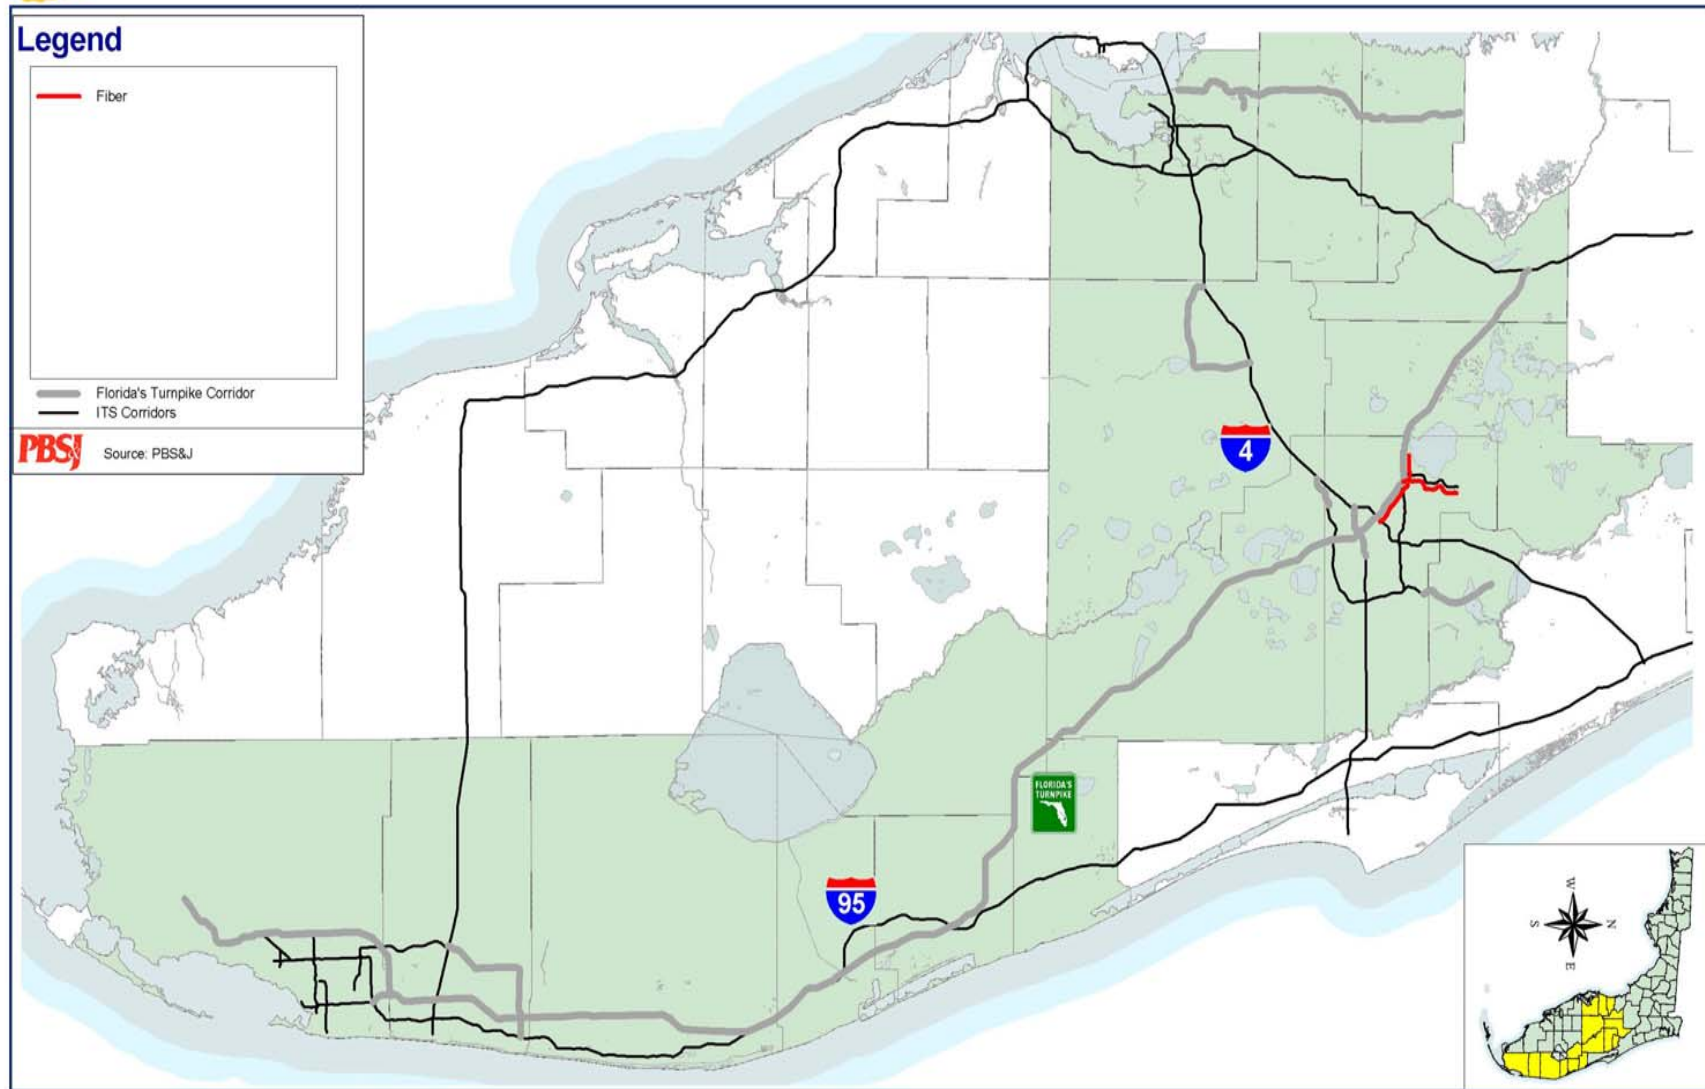 Legend
Fiber
Florida's Turnpike Corridor
ITS Corridors
PBSJ
Source: PBS&J
4
FLORIDA'S
TURNPIKE
95
W
S
N
E